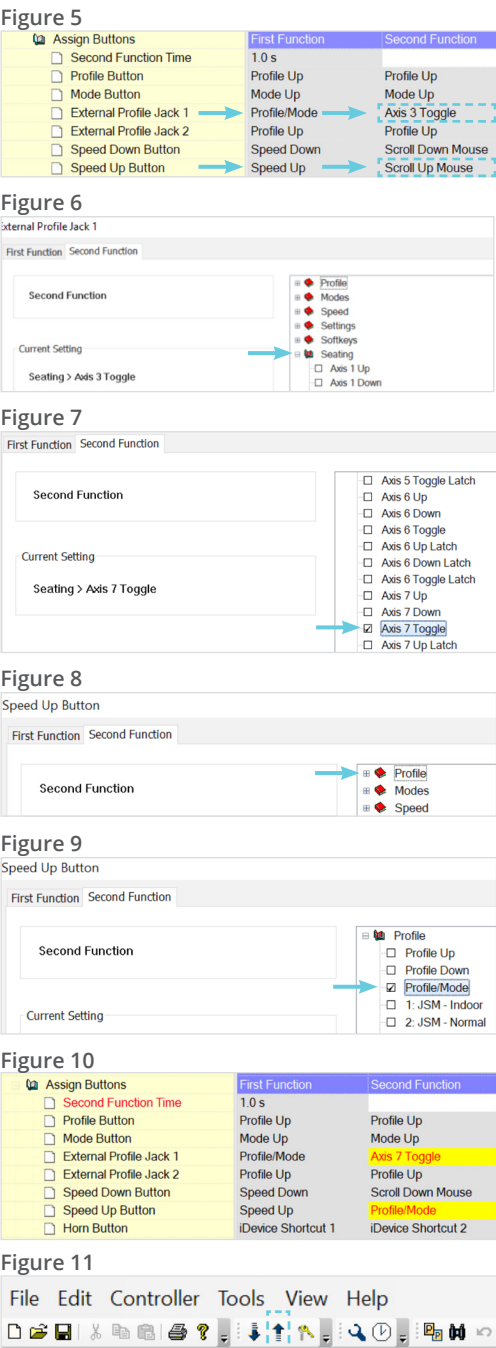 Figure 5
Assign Buttons First Function Second Function
Second Function Time 1.0 s
Profile Button Profile Up Profile Up
Mode Button Mode Up Mode Up
External Profile Jack 1 Profile/Mode Axis 3 Toggle
External Profile Jack 2 Profile Up Profile Up
Speed Down Button Speed Down Scroll Down Mouse
Speed Up Button Speed Up Scroll Up Mouse
Figure 6
External Profile Jack 1
First Function Second Function
Second Function
Current Setting
Seating > Axis 3 Toggle
Profile
Modes
Speed
Settings
Softkeys
Seating
Axis 1 Up
Axis 1 Down
Figure 7
First Function Second Function
Second Function
Current Setting
Seating > Axis 7 Toggle
Axis 5 Toggle Latch
Axis 6 Up
Axis 6 Down
Axis 6 Toggle
Axis 6 Up Latch
Axis 6 Down Latch
Axis 6 Toggle Latch
Axis 7 Up
Axis 7 Down
Axis 7 Toggle
Axis 7 Up Latch
Figure 8
Speed Up Button
First Function Second Function
Second Function
Profile
Modes
Speed
Figure 9
Speed Up Button
First Function Second Function
Second Function
Current Setting
Profile
Profile Up
Profile Down
Profile/Mode
1: JSM - Indoor
2: JSM - Normal
Figure 10
Assign Buttons First Function Second Function
Second Function Time 1.0 s
Profile Button Profile Up Profile Up
Mode Button Mode Up Mode Up
External Profile Jack 1 Profile/Mode Axis 7 Toggle
External Profile Jack 2 Profile Up Profile Up
Speed Down Button Speed Down Scroll Down Mouse
Speed Up Button Speed Up Profile/Mode
Horn Button iDevice Shortcut 1 iDevice Shortcut 2
Figure 11
File Edit Controller Tools View Help